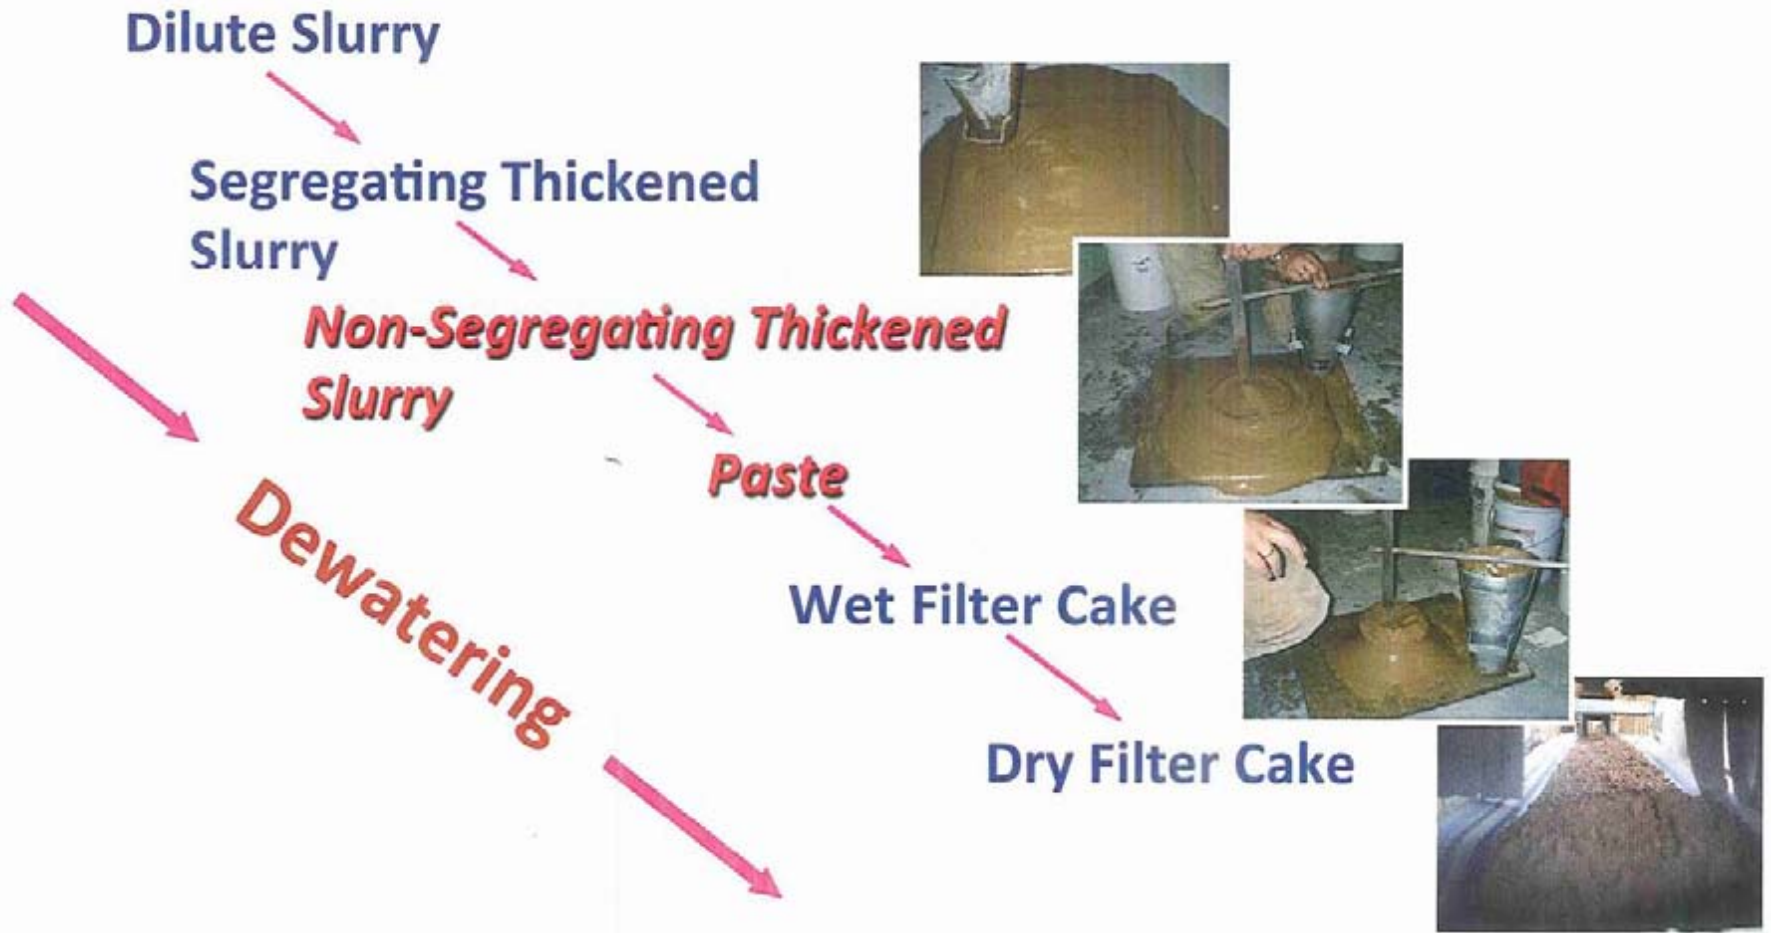 Dilute Slurry
Segregating Thickened
Slurry
Non-Segregating Thickened
Slurry
Paste
Dewatering
Wet Filter Cake
Dry Filter Cake